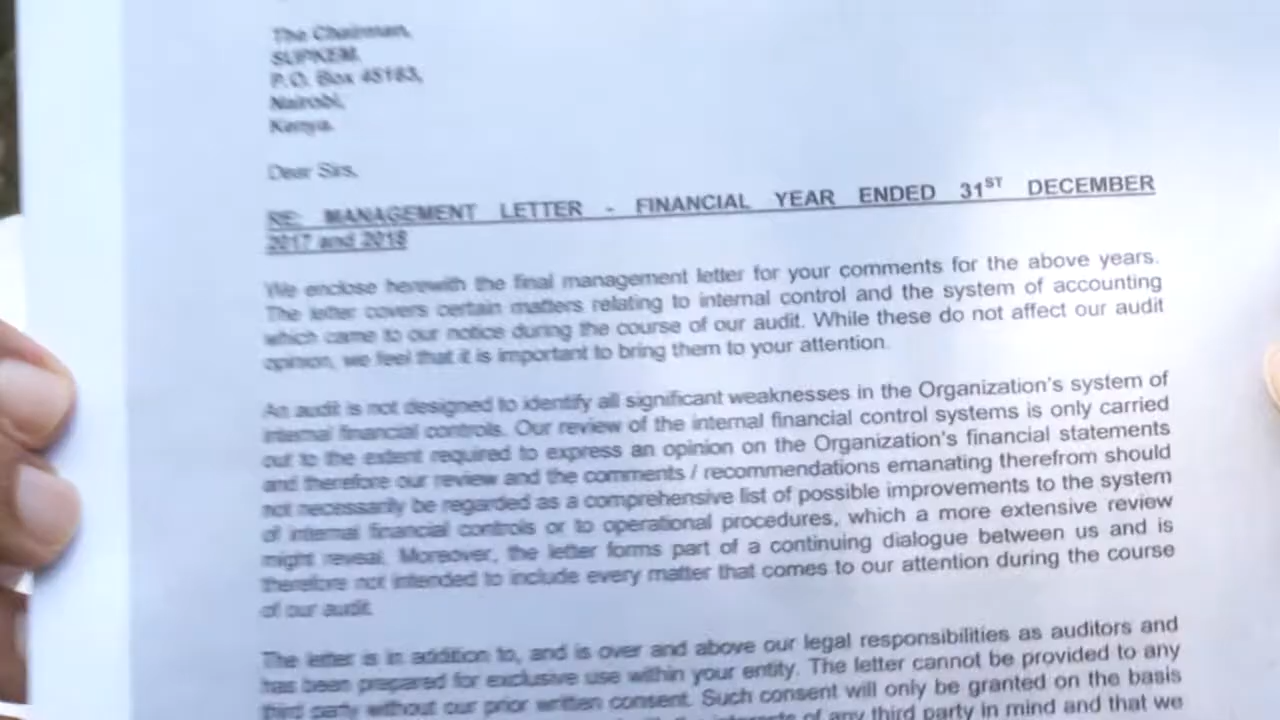 The Chairman,
SUPKEM,
P.O. Box 45163,
Nairobi,
Kenya.
Dear Sirs,
RE: MANAGEMENT LETTER - FINANCIAL YEAR ENDED 31ST DECEMBER
2017 and 2018
We enclose herewith the final management letter for your comments for the above years.
The letter covers certain matters relating to internal control and the system of accounting
which came to our notice during the course of our audit. While these do not affect our audit
opinion, we feel that it is important to bring them to your attention.
An audit is not designed to identify all significant weaknesses in the Organization's system of
internal financial controls. Our review of the internal financial control systems is only carried
out to the extent required to express an opinion on the Organization's financial statements
and therefore our review and the comments / recommendations emanating therefrom should
not necessarily be regarded as a comprehensive list of possible improvements to the system
of internal financial controls or to operational procedures, which a more extensive review
might reveal. Moreover, the letter forms part of a continuing dialogue between us and is
therefore not intended to include every matter that comes to our attention during the course
of our audit.
The letter is in addition to, and is over and above our legal responsibilities as auditors and
has been prepared for exclusive use within your entity. The letter cannot be provided to any
third party without our prior written consent. Such consent will only be granted on the basis
interests of any third party in mind and that we